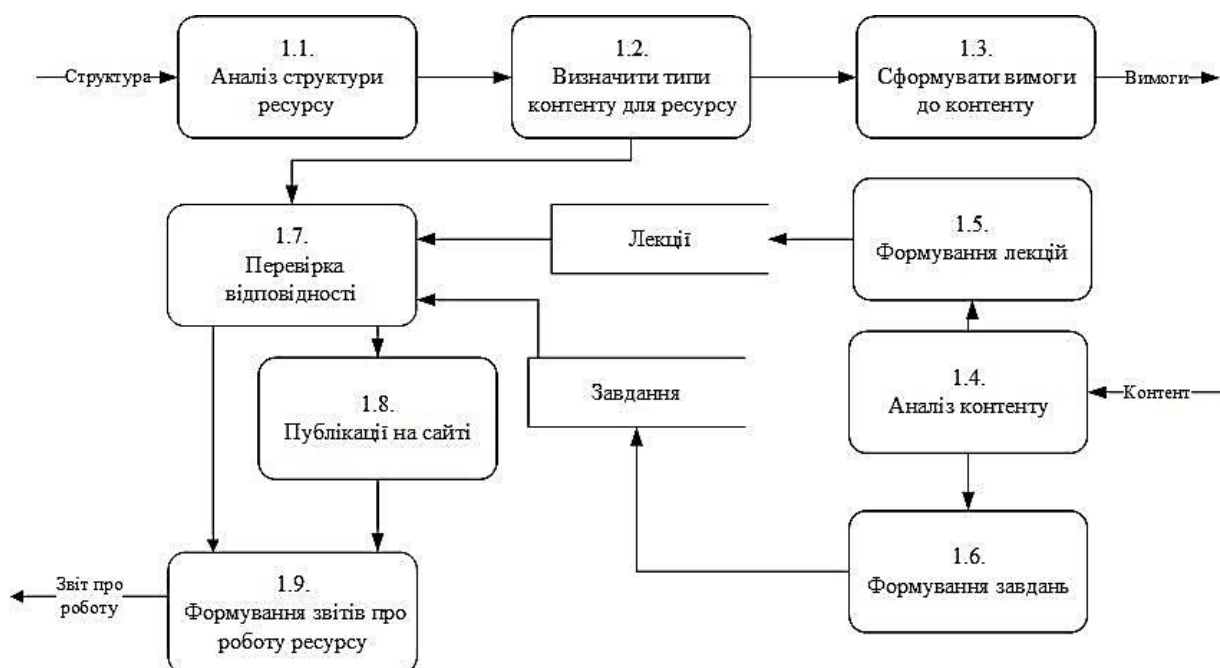 Структура
1.1.
Аналіз структури
ресурсу
1.2.
Визначити типи
контенту для ресурсу
1.3.
Сформувати вимоги
до контенту
Вимоги
1.7.
Перевірка
відповідності
Лекції
1.5.
Формування лекцій
1.8.
Публікації на сайті
Завдання
1.4.
Аналіз контенту
Контент
Звіт про
роботу
1.9.
Формування звітів про
роботу ресурсу
1.6.
Формування завдань